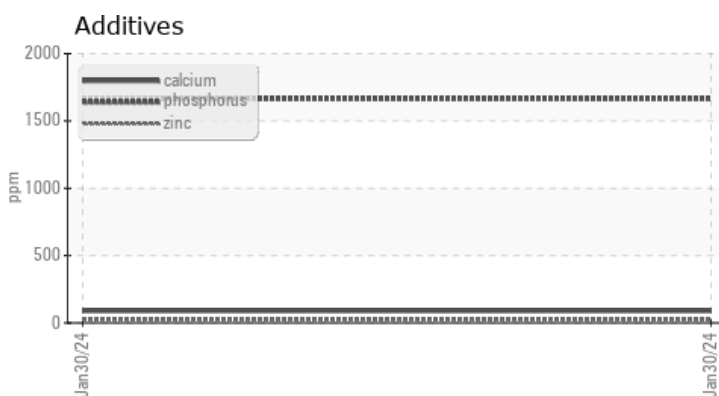 Additives
2000
calcium
phosphorus
zinc
1500
ppm
1000
500
0
Jan30/24
Jan30/24